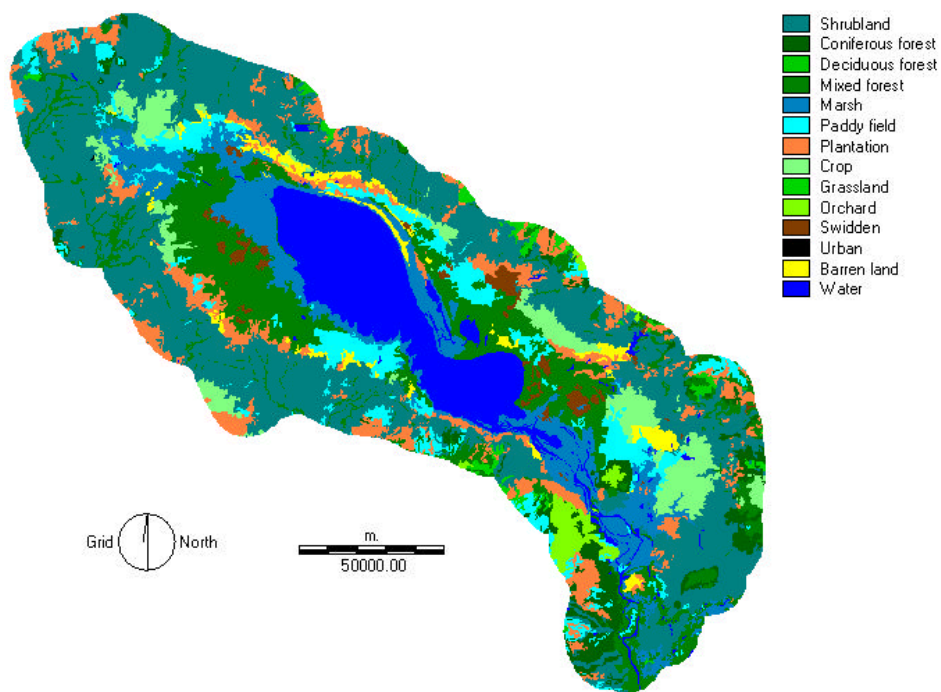 Shrubland
Coniferous forest
Deciduous forest
Mixed forest
Marsh
Paddy field
Plantation
Crop
Grassland
Orchard
Swidden
Urban
Barren land
Water
Grid North
m.
50000.00